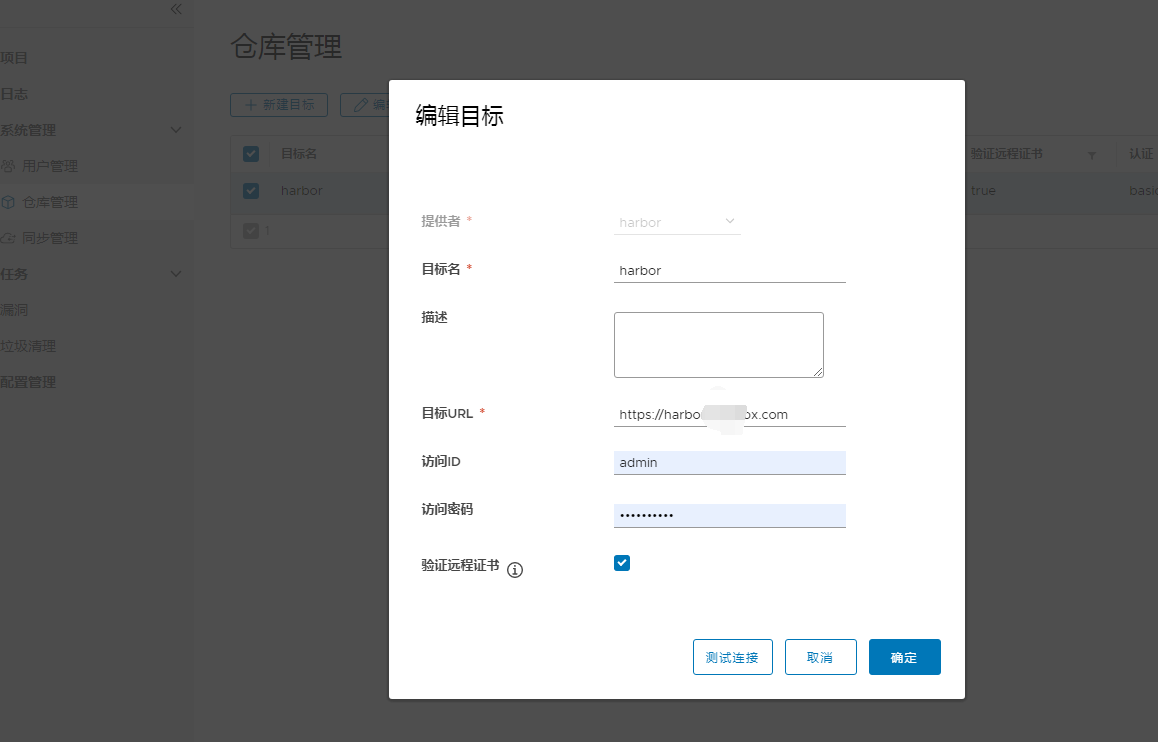 项目
日志
系统管理
用户管理
仓库管理
同步管理
任务
漏洞
垃圾清理
配置管理
仓库管理
新建目标
目标名
验证远程证书
认证
harbor
true
1
编辑目标
提供者 *
harbor
目标名 *
harbor
描述
目标URL *
https://harbo
ox.com
访问ID
admin
访问密码
••••••••••
验证远程证书
测试连接
取消
确定